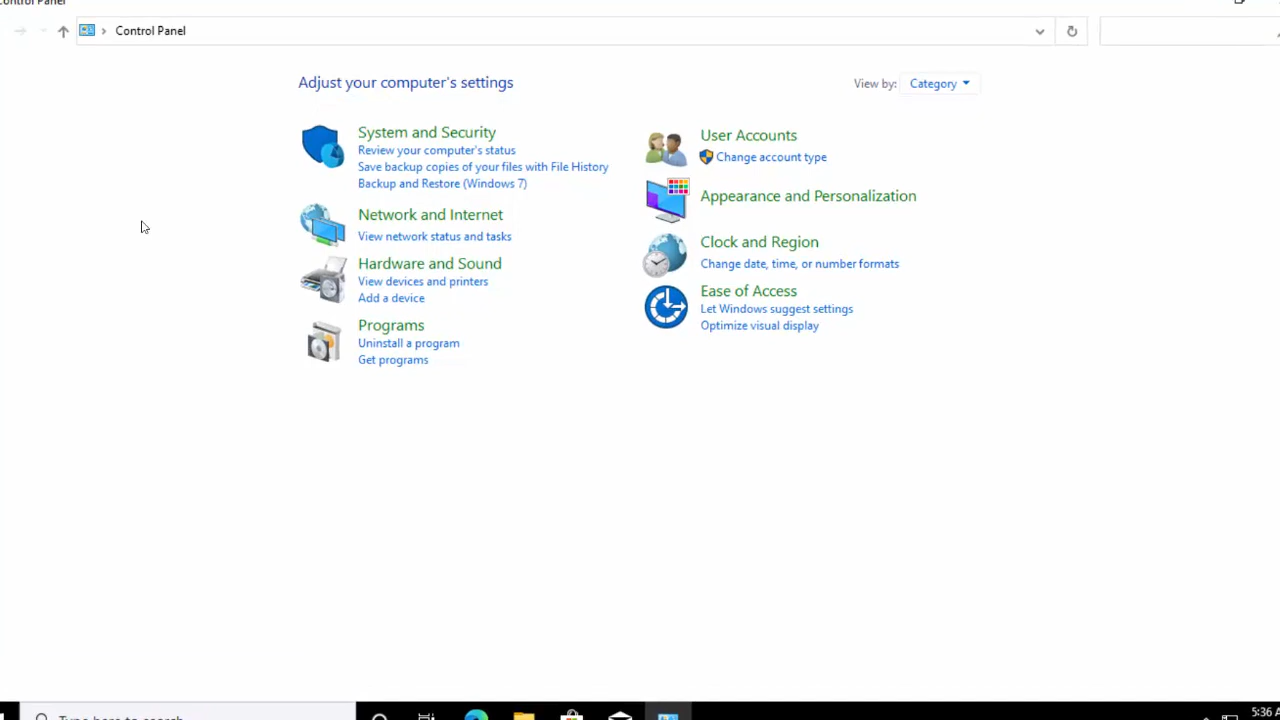 Control Panel
Control Panel
Adjust your computer's settings
View by: Category
System and Security
Review your computer's status
Save backup copies of your files with File History
Backup and Restore (Windows 7)
Network and Internet
View network status and tasks
Hardware and Sound
View devices and printers
Add a device
Programs
Uninstall a program
Get programs
User Accounts
Change account type
Appearance and Personalization
Clock and Region
Change date, time, or number formats
Ease of Access
Let Windows suggest settings
Optimize visual display
Type here to search
5:36 A